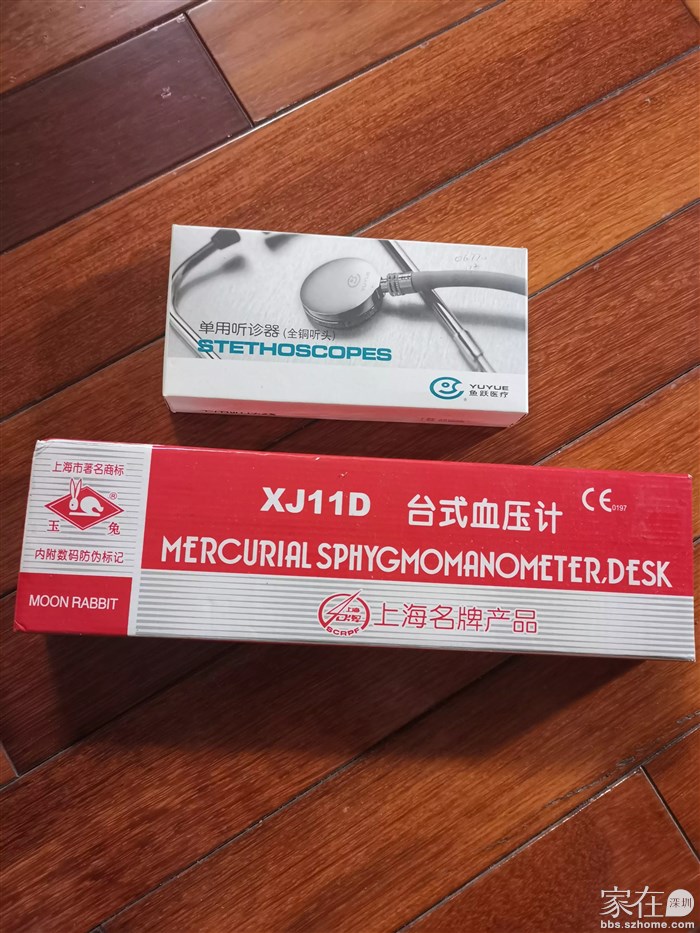 单用听诊器(全铜听头)
STETHOSCOPES
YUYUE
鱼跃医疗
上海市著名商标
玉 兔
内附数码防伪标记
MOON RABBIT
XJ11D 台式血压计 CE 0197
MERCURIAL SPHYGMOMANOMETER,DESK
上海
SCRPF
上海名牌产品
家在深圳
bbs.szhome.com